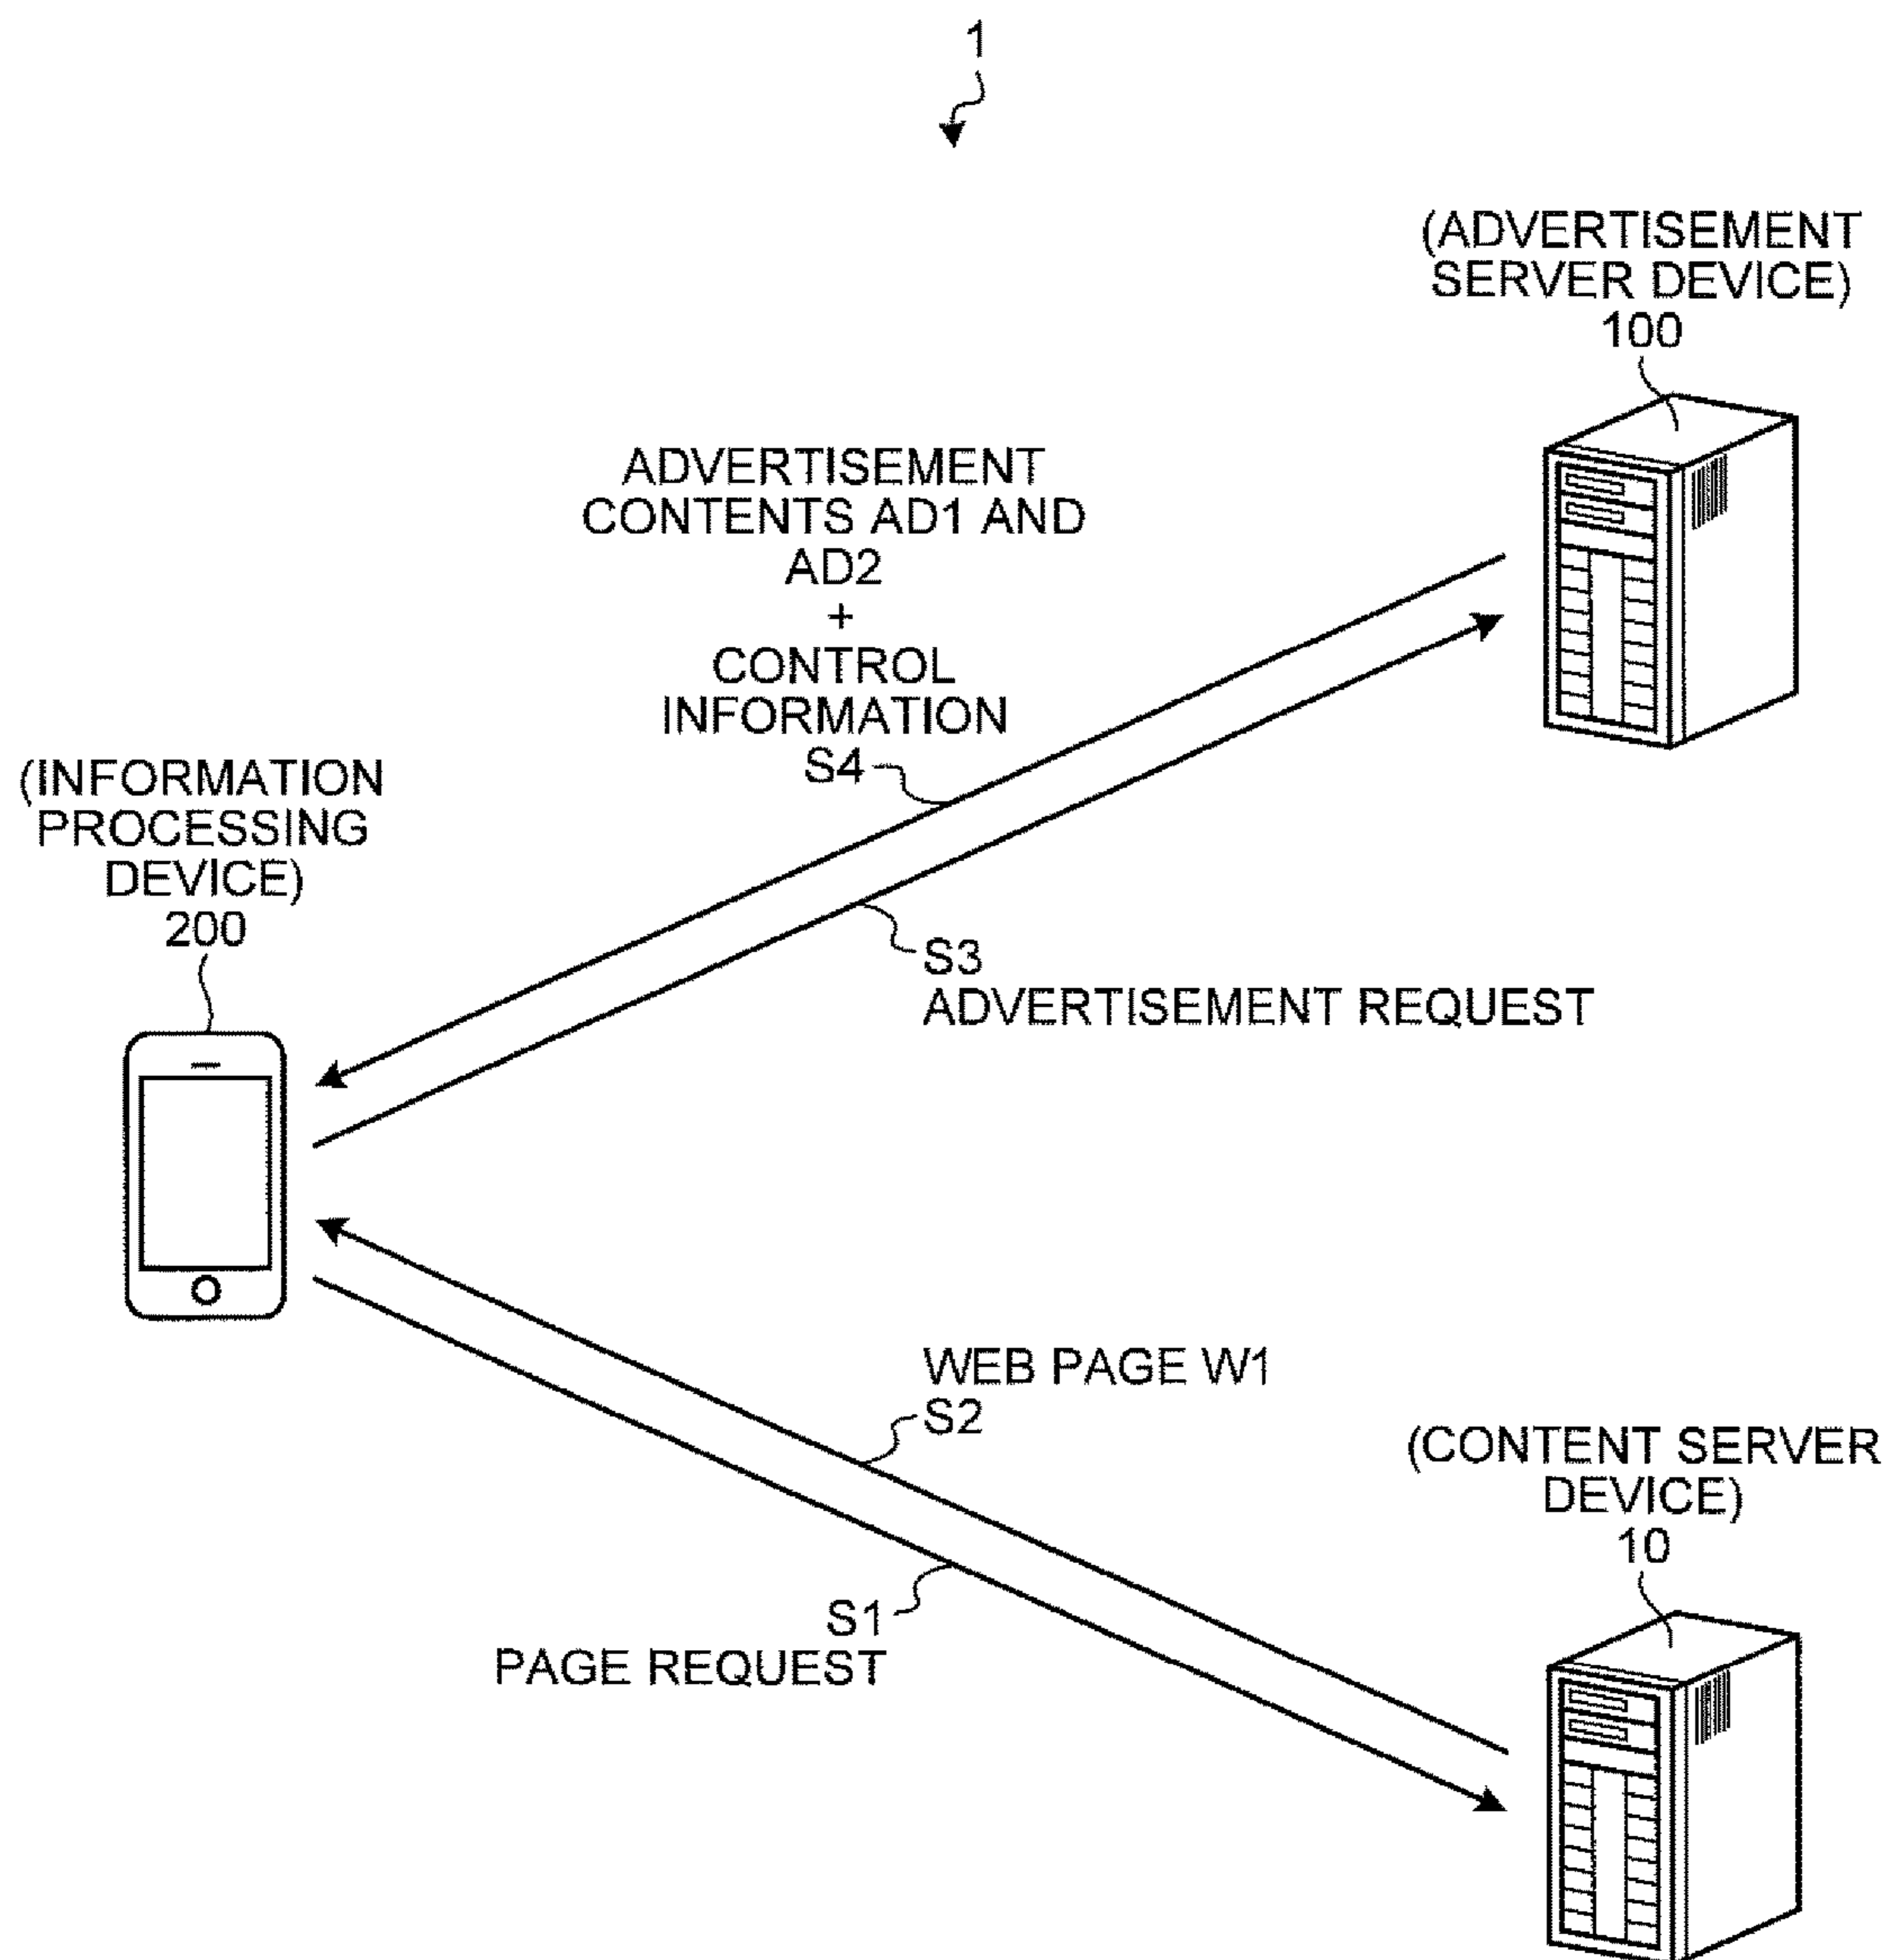 1
(ADVERTISEMENT
SERVER DEVICE)
100
ADVERTISEMENT
CONTENTS AD1 AND
AD2
+
CONTROL
INFORMATION
S4
(INFORMATION
PROCESSING
DEVICE)
200
S3
ADVERTISEMENT REQUEST
WEB PAGE W1
S2
(CONTENT SERVER
DEVICE)
10
S1
PAGE REQUEST